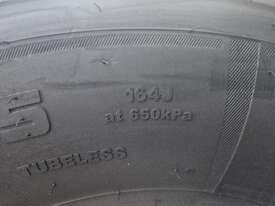 164J
at 650kPa
S
TUBELESS